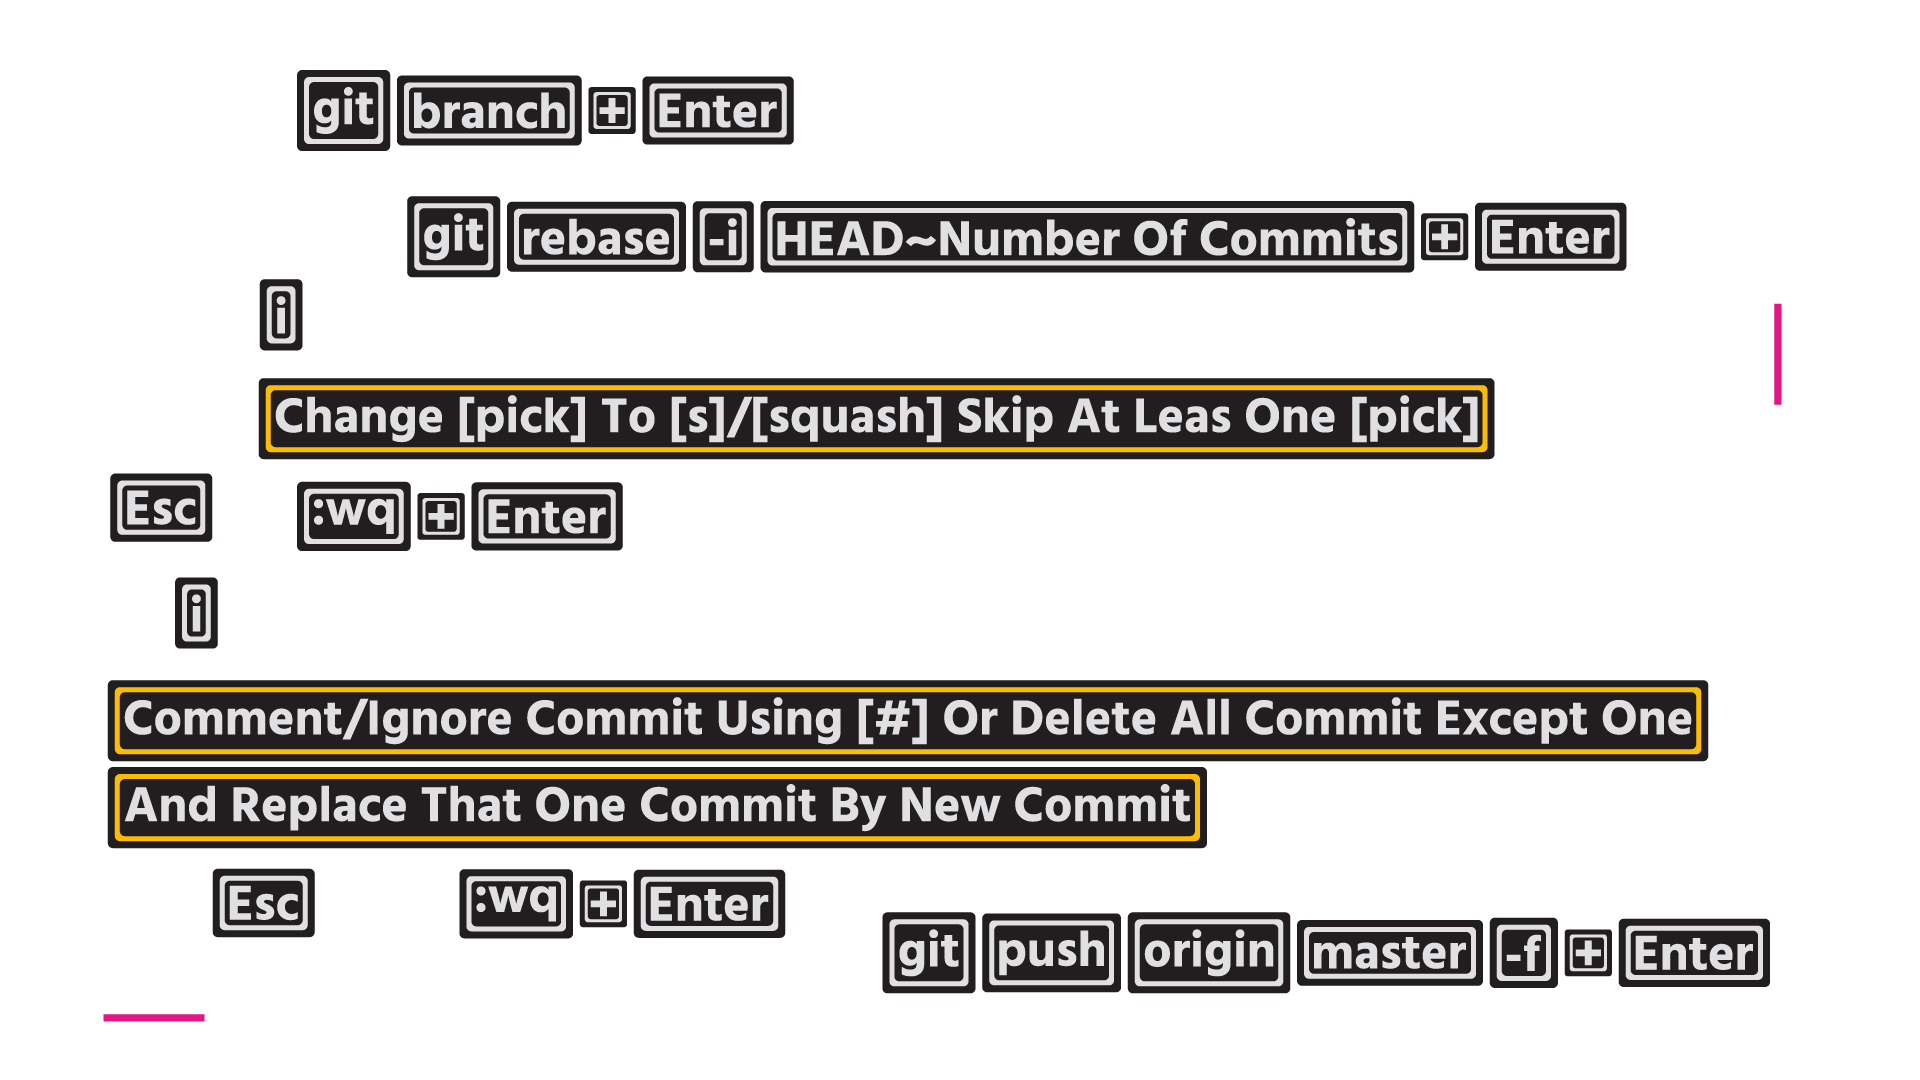 git branch + Enter
git rebase -i HEAD~Number Of Commits + Enter
i
Change [pick] To [s]/[squash] Skip At Leas One [pick]
Esc :wq + Enter
i
Comment/Ignore Commit Using [#] Or Delete All Commit Except One
And Replace That One Commit By New Commit
Esc :wq + Enter
git push origin master -f + Enter